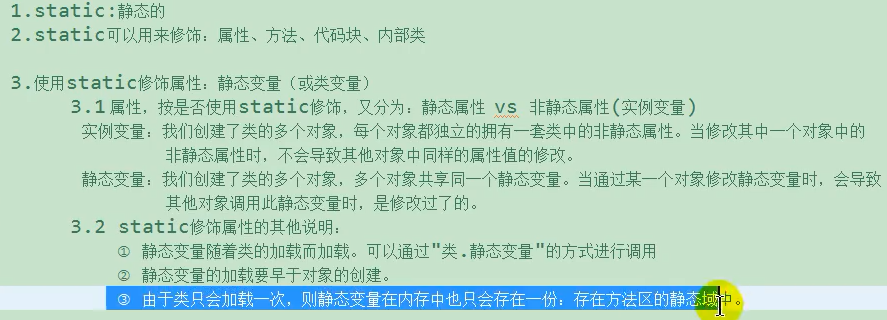 1.static:静态的
2.static可以用来修饰：属性、方法、代码块、内部类
3.使用static修饰属性：静态变量（或类变量）
3.1 属性，按是否使用static修饰，又分为：静态属性 vs 非静态属性(实例变量)
实例变量：我们创建了类的多个对象，每个对象都独立的拥有一套类中的非静态属性。当修改其中一个对象中的
非静态属性时，不会导致其他对象中同样的属性值的修改。
静态变量：我们创建了类的多个对象，多个对象共享同一个静态变量。当通过某一个对象修改静态变量时，会导致
其他对象调用此静态变量时，是修改过了的。
3.2 static修饰属性的其他说明：
① 静态变量随着类的加载而加载。可以通过"类.静态变量"的方式进行调用
② 静态变量的加载要早于对象的创建。
③ 由于类只会加载一次，则静态变量在内存中也只会存在一份：存在方法区的静态域中。